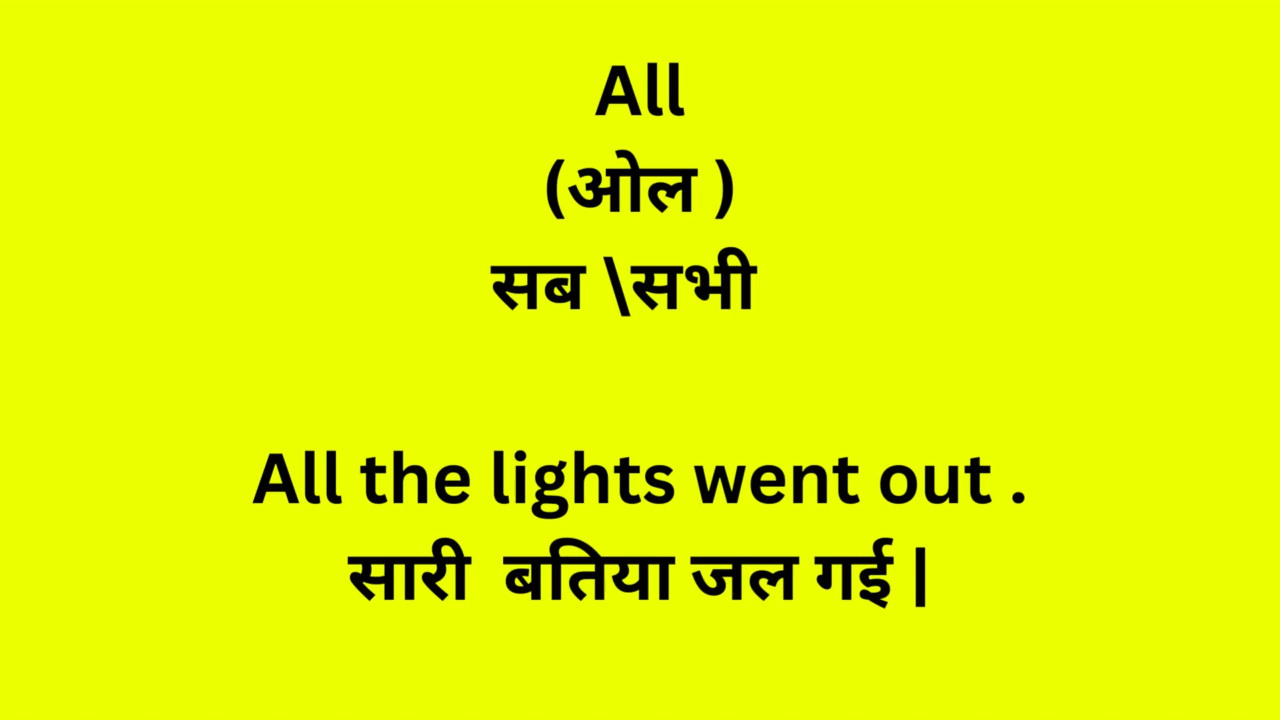 All
(ओल )
सब \सभी
All the lights went out .
सारी  बतिया जल गई |